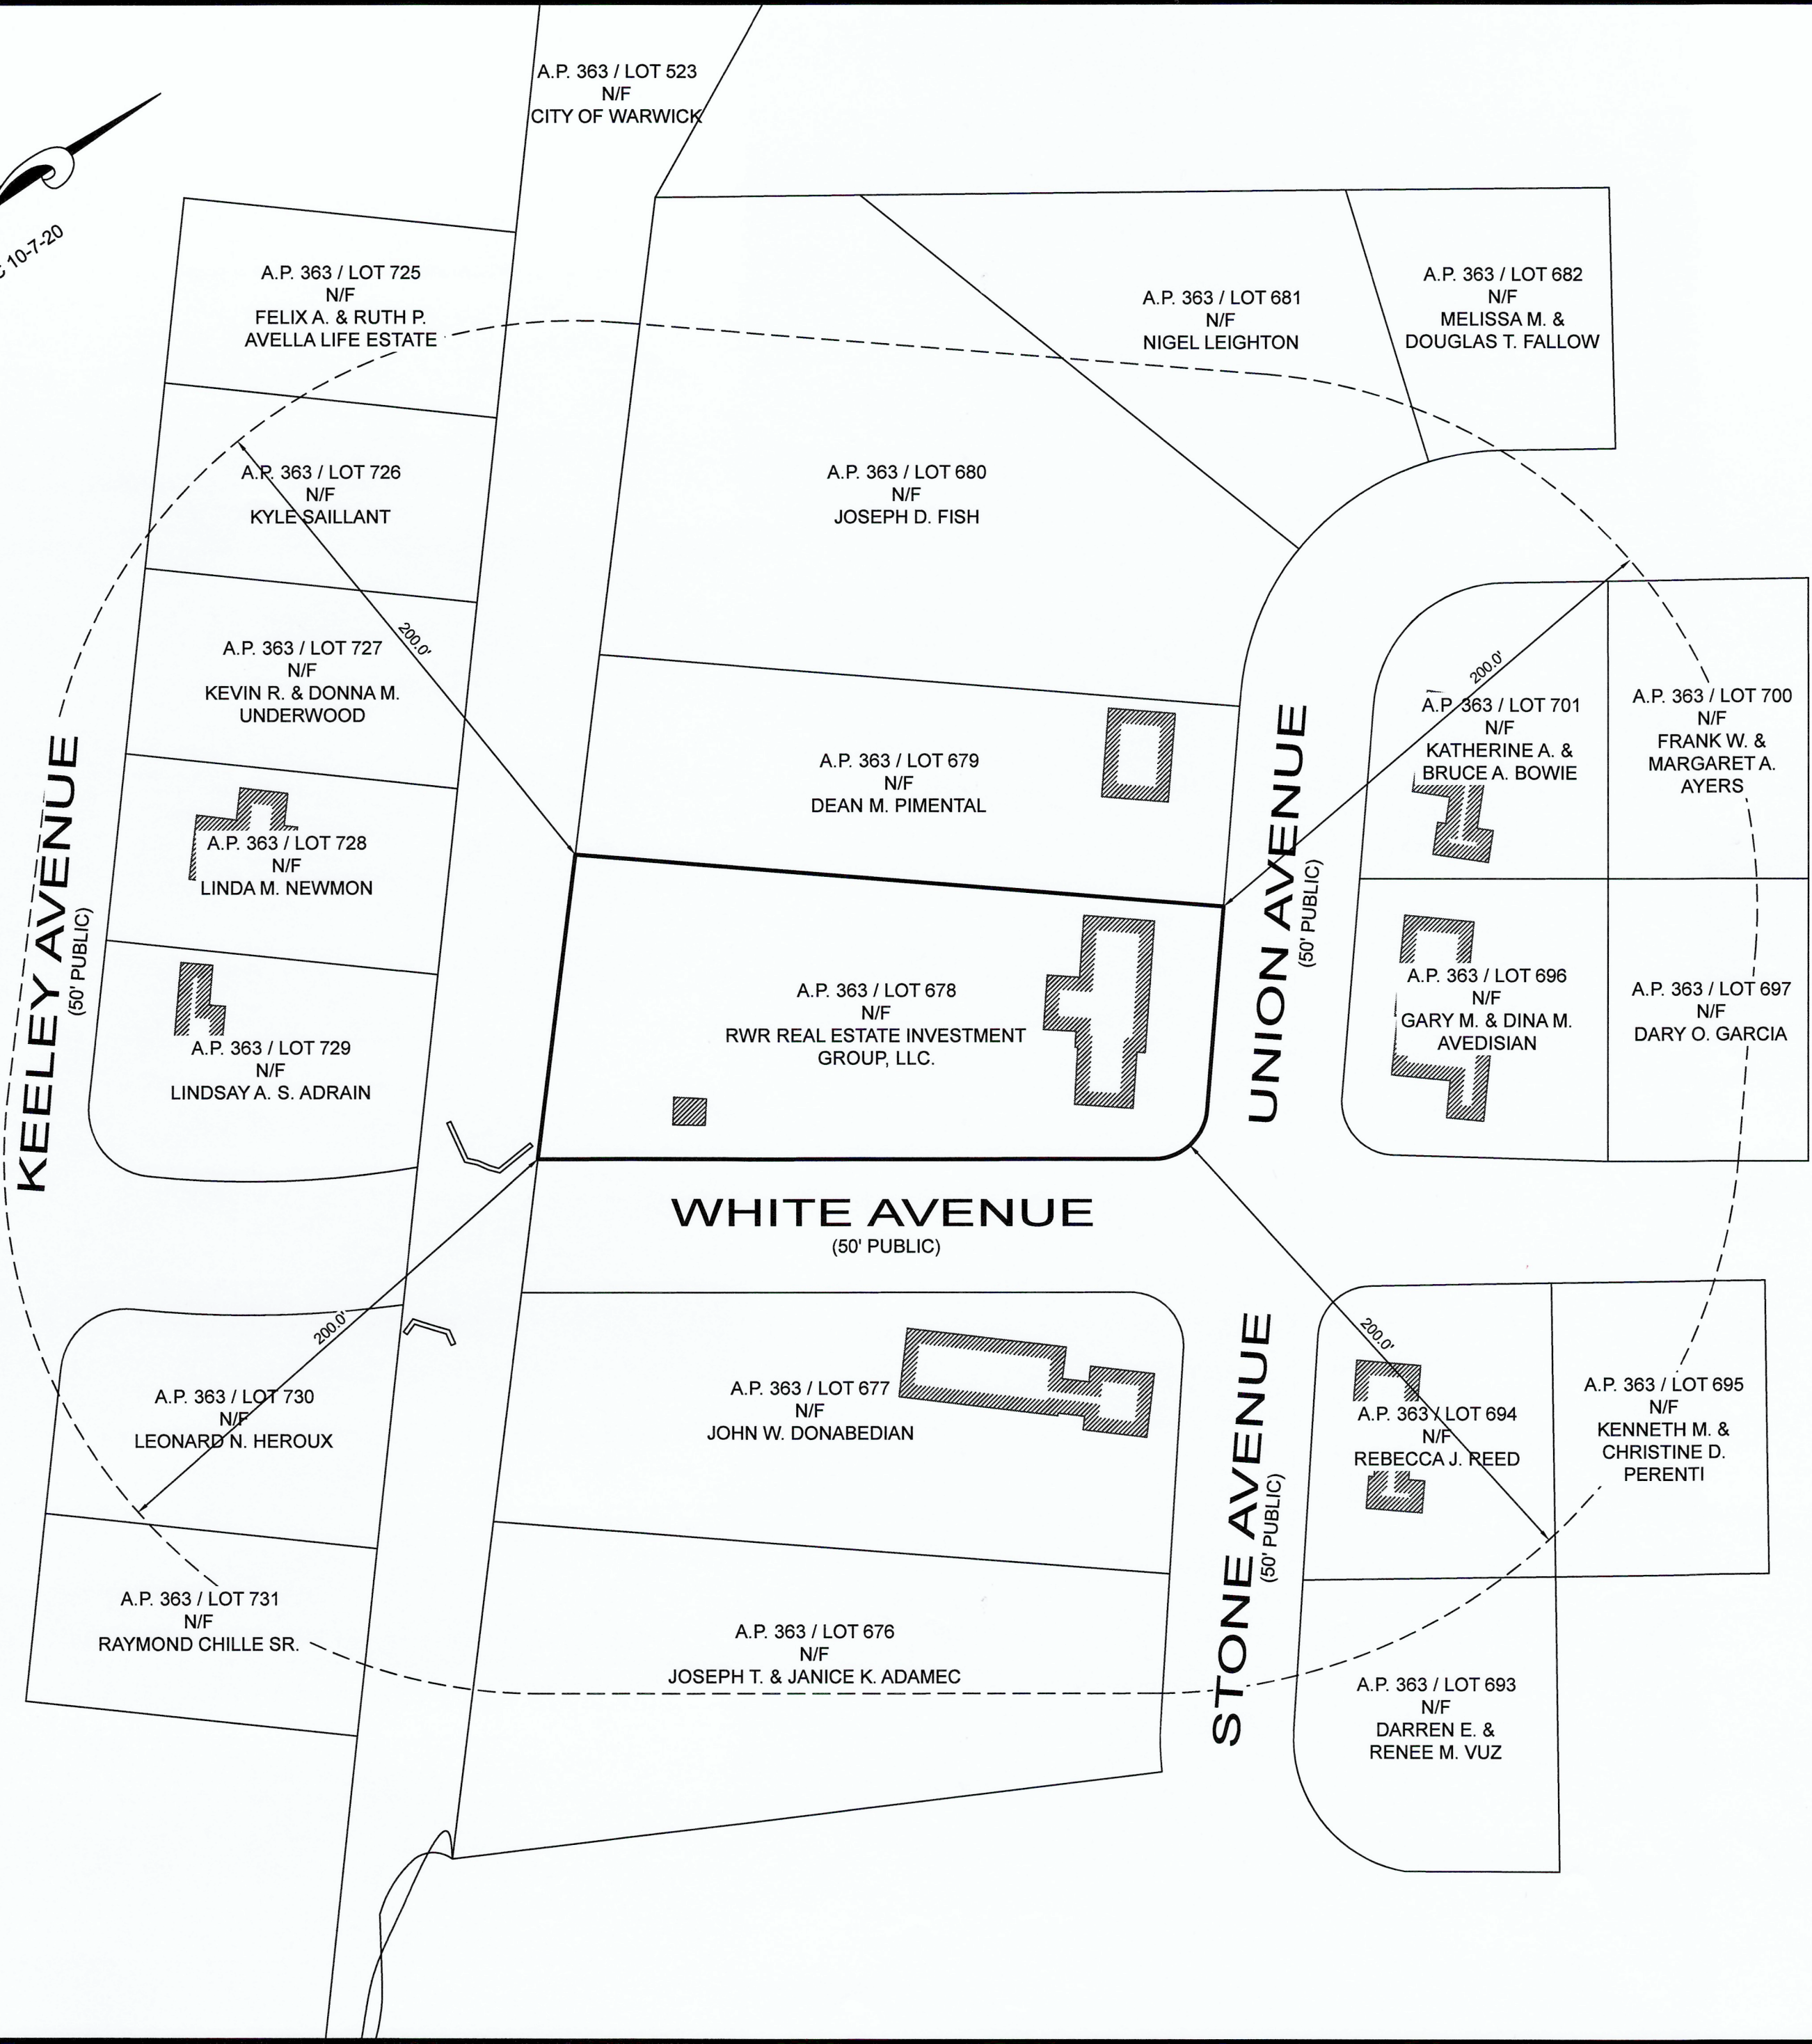 A.P. 363 / LOT 523
N/F
CITY OF WARWICK
10-7-20
A.P. 363 / LOT 725
N/F
FELIX A. & RUTH P.
AVELLA LIFE ESTATE
A.P. 363 / LOT 681
N/F
NIGEL LEIGHTON
A.P. 363 / LOT 682
N/F
MELISSA M. &
DOUGLAS T. FALLOW
A.P. 363 / LOT 726
N/F
KYLE SAILLANT
A.P. 363 / LOT 680
N/F
JOSEPH D. FISH
200.0'
A.P. 363 / LOT 727
N/F
KEVIN R. & DONNA M.
UNDERWOOD
200.0'
A.P. 363 / LOT 701
N/F
KATHERINE A. &
BRUCE A. BOWIE
A.P. 363 / LOT 700
N/F
FRANK W. &
MARGARET A.
AYERS
A.P. 363 / LOT 679
N/F
DEAN M. PIMENTAL
KEELEY AVENUE
(50' PUBLIC)
A.P. 363 / LOT 728
N/F
LINDA M. NEWMON
UNION AVENUE
(50' PUBLIC)
A.P. 363 / LOT 678
N/F
RWR REAL ESTATE INVESTMENT
GROUP, LLC.
A.P. 363 / LOT 696
N/F
GARY M. & DINA M.
AVEDISIAN
A.P. 363 / LOT 697
N/F
DARY O. GARCIA
A.P. 363 / LOT 729
N/F
LINDSAY A. S. ADRAIN
WHITE AVENUE
(50' PUBLIC)
200.0'
200.0'
A.P. 363 / LOT 730
N/F
LEONARD N. HEROUX
A.P. 363 / LOT 677
N/F
JOHN W. DONABEDIAN
STONE AVENUE
(50' PUBLIC)
A.P. 363 / LOT 694
N/F
REBECCA J. REED
A.P. 363 / LOT 695
N/F
KENNETH M. &
CHRISTINE D.
PERENTI
A.P. 363 / LOT 731
N/F
RAYMOND CHILLE SR.
A.P. 363 / LOT 676
N/F
JOSEPH T. & JANICE K. ADAMEC
A.P. 363 / LOT 693
N/F
DARREN E. &
RENEE M. VUZ